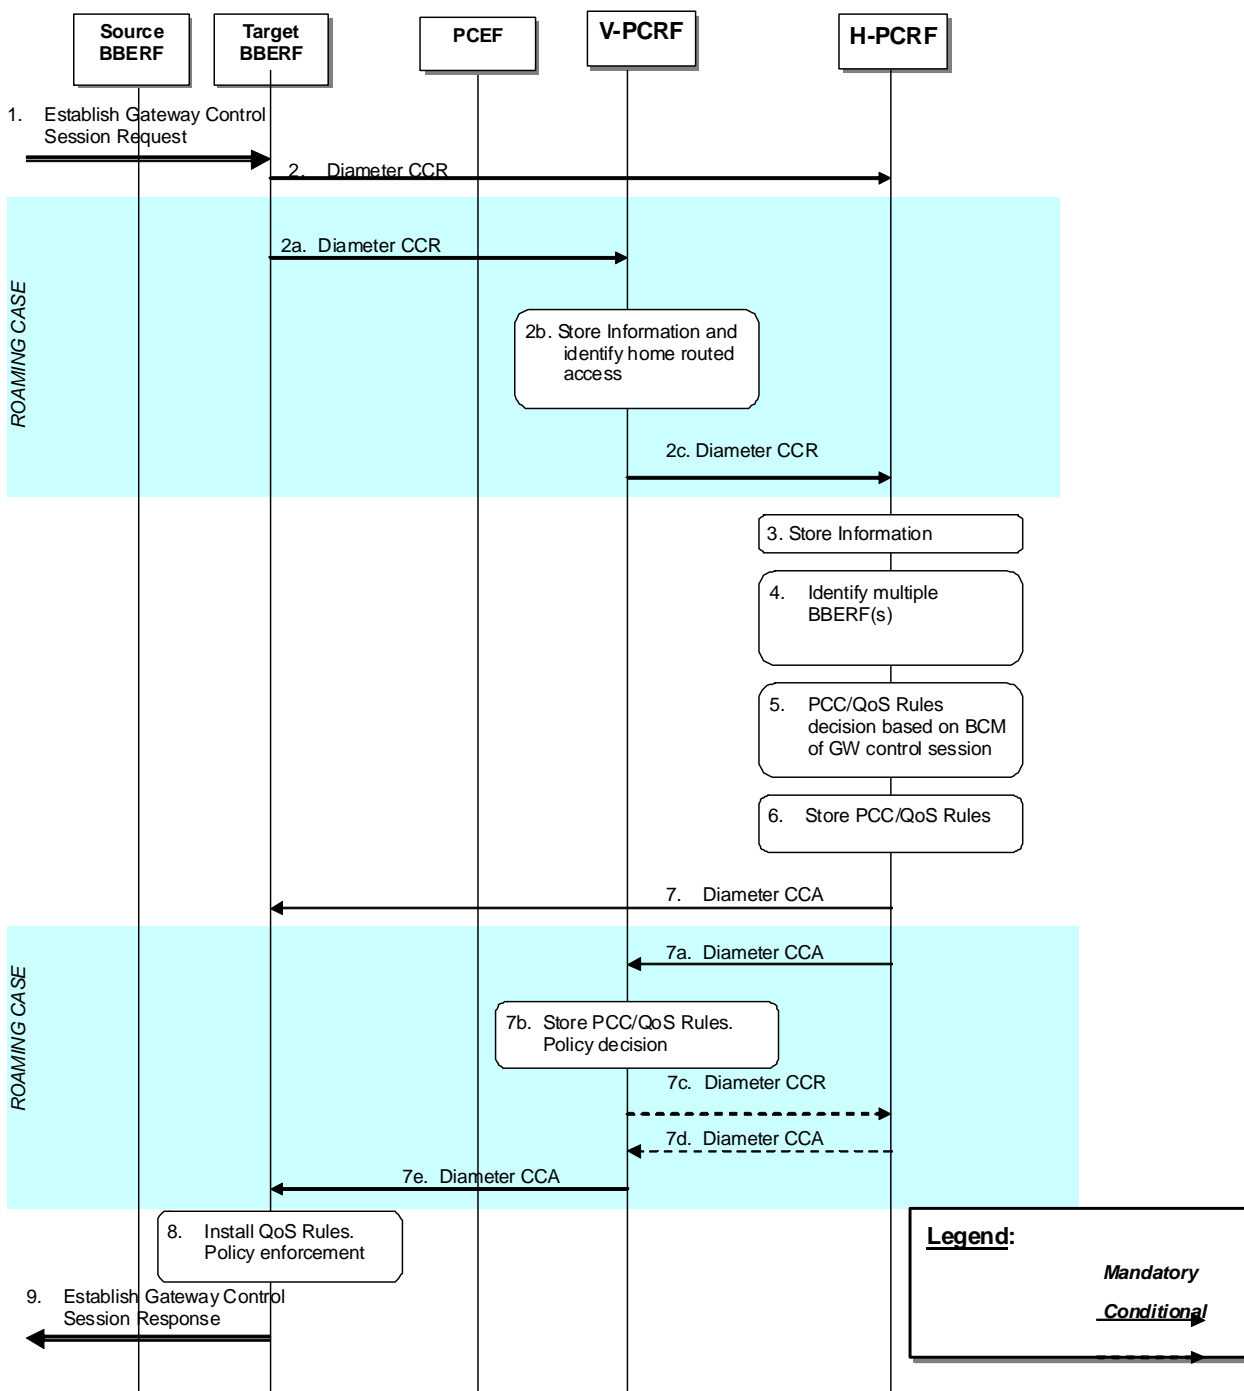 Source
BBERF
Target
BBERF
PCEF
V-PCRF
H-PCRF
1. Establish Gateway Control
Session Request
2. Diameter CCR
ROAMING CASE
2a. Diameter CCR
2b. Store Information and
identify home routed
access
2c. Diameter CCR
3. Store Information
4. Identify multiple
BBERF(s)
5. PCC/QoS Rules
decision based on BCM
of GW control session
6. Store PCC/QoS Rules
7. Diameter CCA
ROAMING CASE
7a. Diameter CCA
7b. Store PCC/QoS Rules.
Policy decision
7c. Diameter CCR
7d. Diameter CCA
7e. Diameter CCA
8. Install QoS Rules.
Policy enforcement
9. Establish Gateway Control
Session Response
Legend:
Mandatory
Conditional